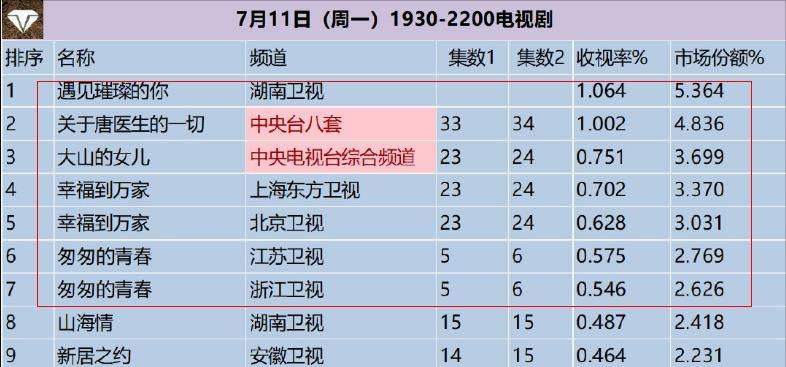 7月11日（周一）1930-2200电视剧
排序 名称 频道 集数1 集数2 收视率% 市场份额%
1 遇见璀璨的你 湖南卫视 1.064 5.364
2 关于唐医生的一切 中央台八套 33 34 1.002 4.836
3 大山的女儿 中央电视台综合频道 23 24 0.751 3.699
4 幸福到万家 上海东方卫视 23 24 0.702 3.370
5 幸福到万家 北京卫视 23 24 0.628 3.031
6 匆匆的青春 江苏卫视 5 6 0.575 2.769
7 匆匆的青春 浙江卫视 5 6 0.546 2.626
8 山海情 湖南卫视 15 15 0.487 2.418
9 新居之约 安徽卫视 14 15 0.464 2.231